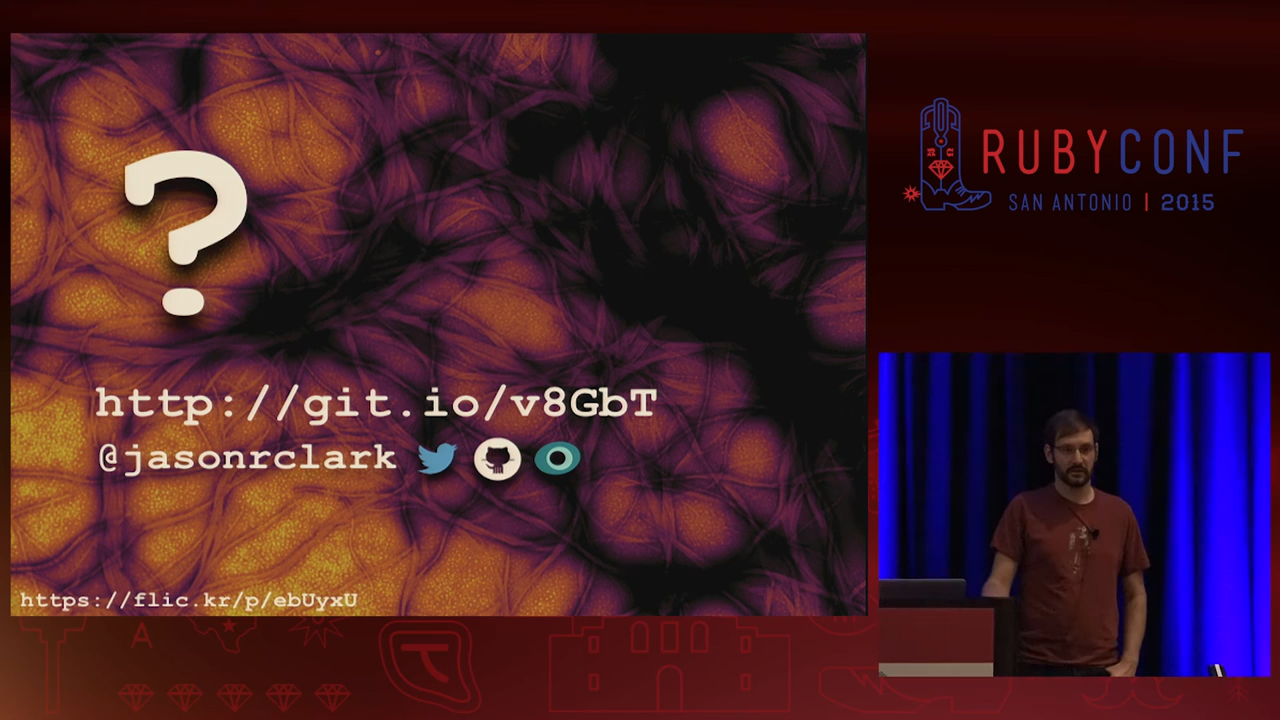 ?
http://git.io/v8GbT
@jasonrclark
https://flic.kr/p/ebUyxU
RUBYCONF
SAN ANTONIO | 2015